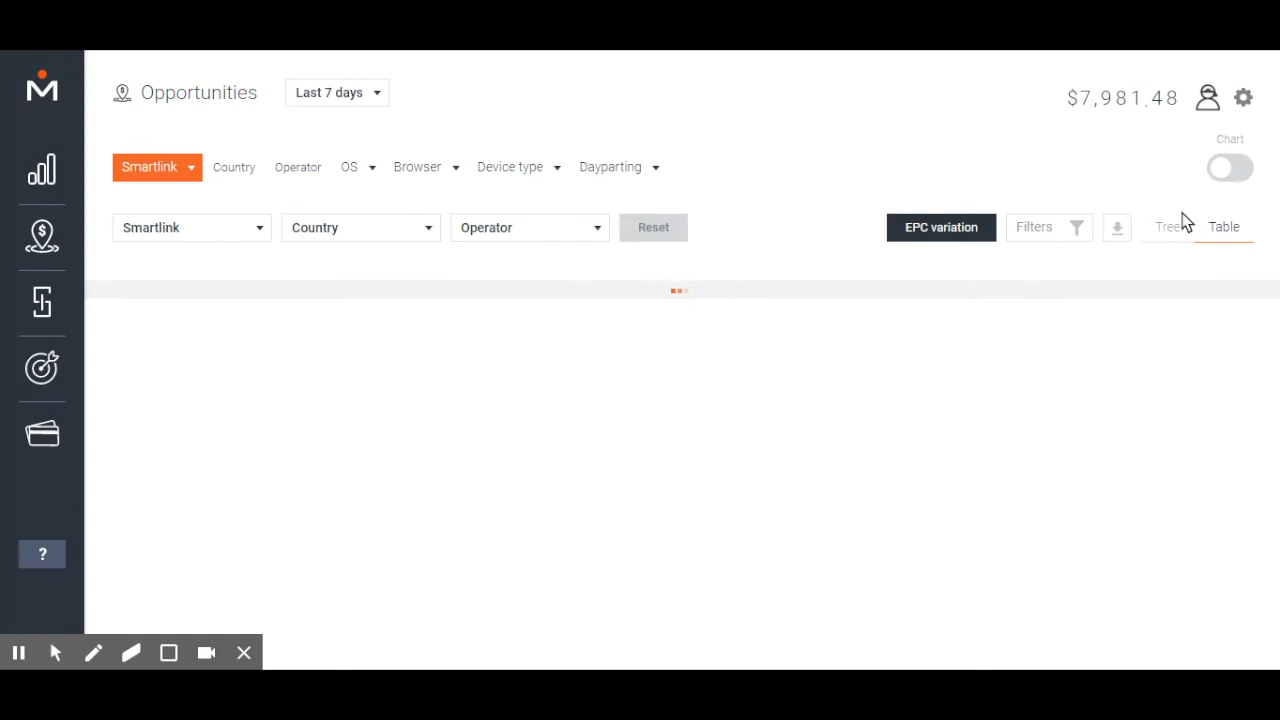 Opportunities
Last 7 days
$7,981.48
Chart
Smartlink Country Operator OS Browser Device type Dayparting
Smartlink Country Operator Reset EPC variation Filters Tree Table
?